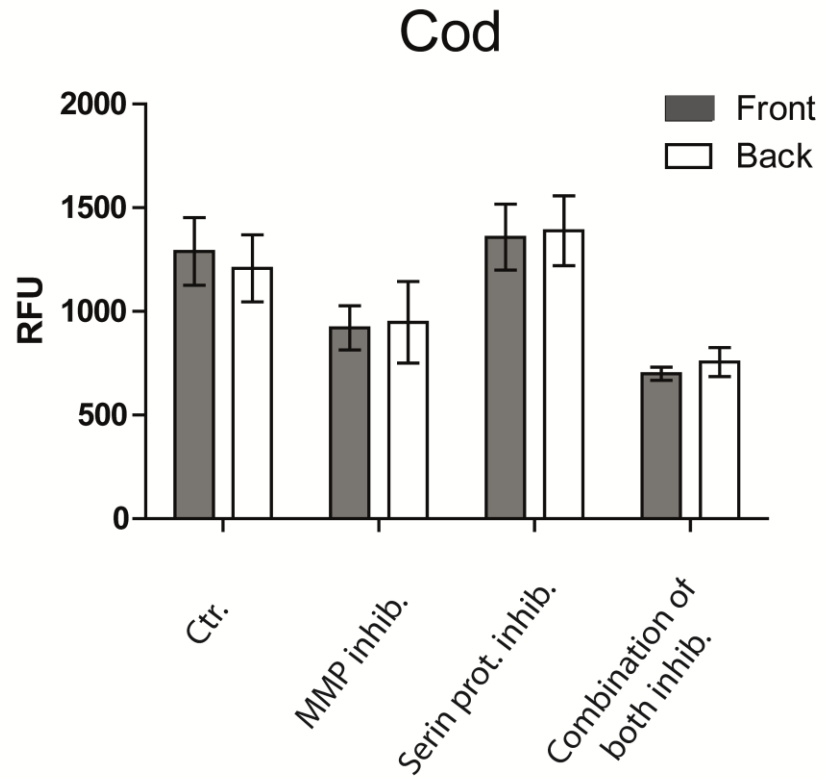 Cod
Front
Back
2000
1500
1000
500
0
RFU
Ctr.
MMP inhib.
Serin prot. inhib.
Combination of
both inhib.